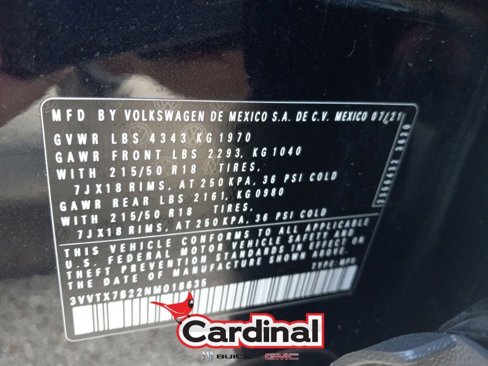 MFD BY VOLKSWAGEN DE MEXICO S.A. DE C.V. MEXICO 07/21
GVWR LBS 4343 KG 1970
GAWR FRONT LBS 2293, KG 1040
WITH 215/50 R18 TIRES,
7JX18 RIMS, AT 250 KPA, 36 PSI COLD
GAWR REAR LBS 2161, KG 0980
WITH 215/50 R18 TIRES,
7JX18 RIMS, AT 250 KPA, 36 PSI COLD
THIS VEHICLE CONFORMS TO ALL APPLICABLE
U.S. FEDERAL MOTOR VEHICLE SAFETY AND
THEFT PREVENTION STANDARDS IN EFFECT ON
THE DATE OF MANUFACTURE SHOWN ABOVE.
3VVTX7B22NM018635
Cardinal
BUICK GMC